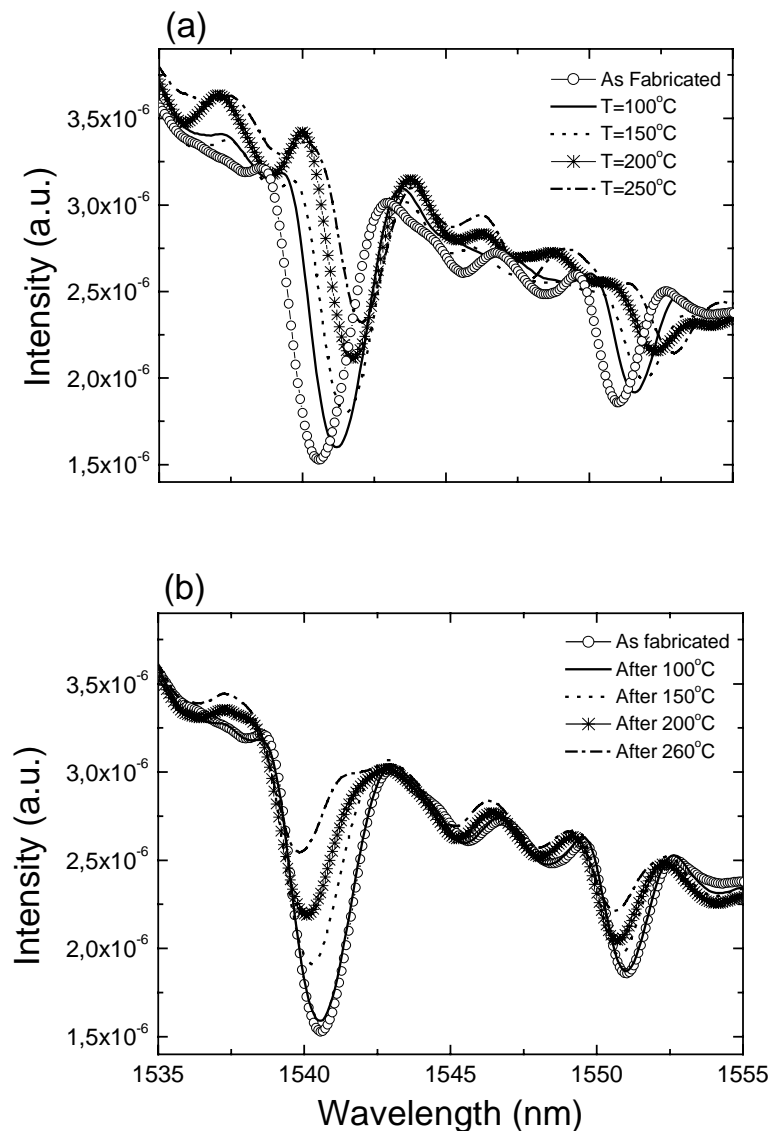 (a)
As Fabricated
T=100°C
T=150°C
T=200°C
T=250°C
3,5x10⁻⁶
3,0x10⁻⁶
2,5x10⁻⁶
2,0x10⁻⁶
1,5x10⁻⁶
Intensity (a.u.)
(b)
As fabricated
After 100°C
After 150°C
After 200°C
After 260°C
3,5x10⁻⁶
3,0x10⁻⁶
2,5x10⁻⁶
2,0x10⁻⁶
1,5x10⁻⁶
Intensity (a.u.)
1535 1540 1545 1550 1555
Wavelength (nm)